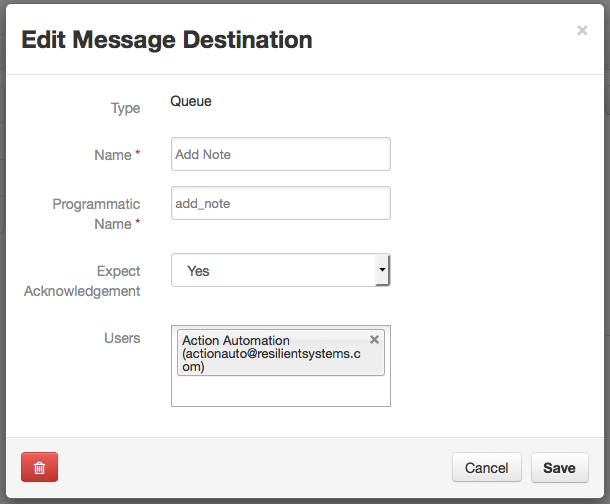 Edit Message Destination
×
Type
Queue
Name *
Add Note
Programmatic
Name *
add_note
Expect
Acknowledgement
Yes
Users
Action Automation
(actionauto@resilientsystems.c
om)
Cancel
Save